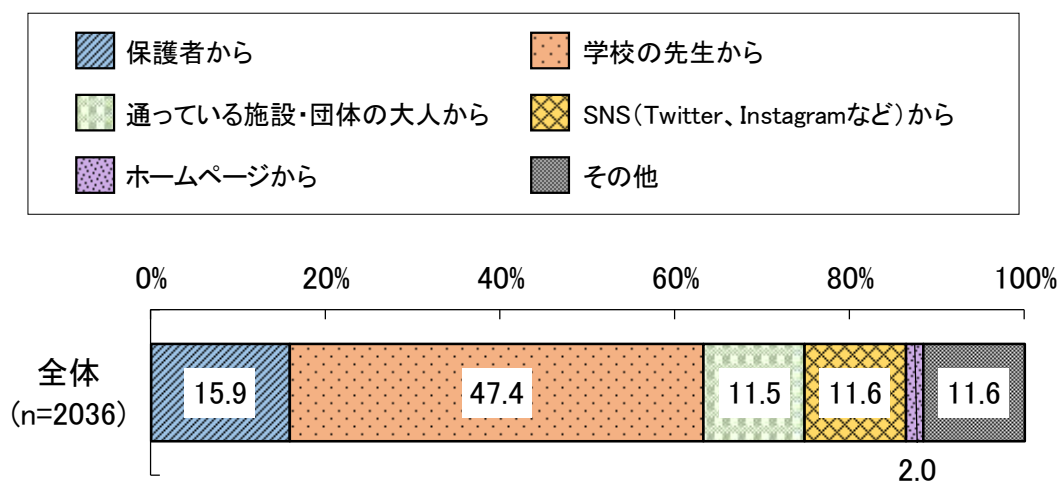 保護者から
学校の先生から
通っている施設・団体の大人から
SNS（Twitter、Instagramなど）から
ホームページから
その他
0% 20% 40% 60% 80% 100%
全体
(n=2036)
15.9 47.4 11.5 11.6 11.6
2.0